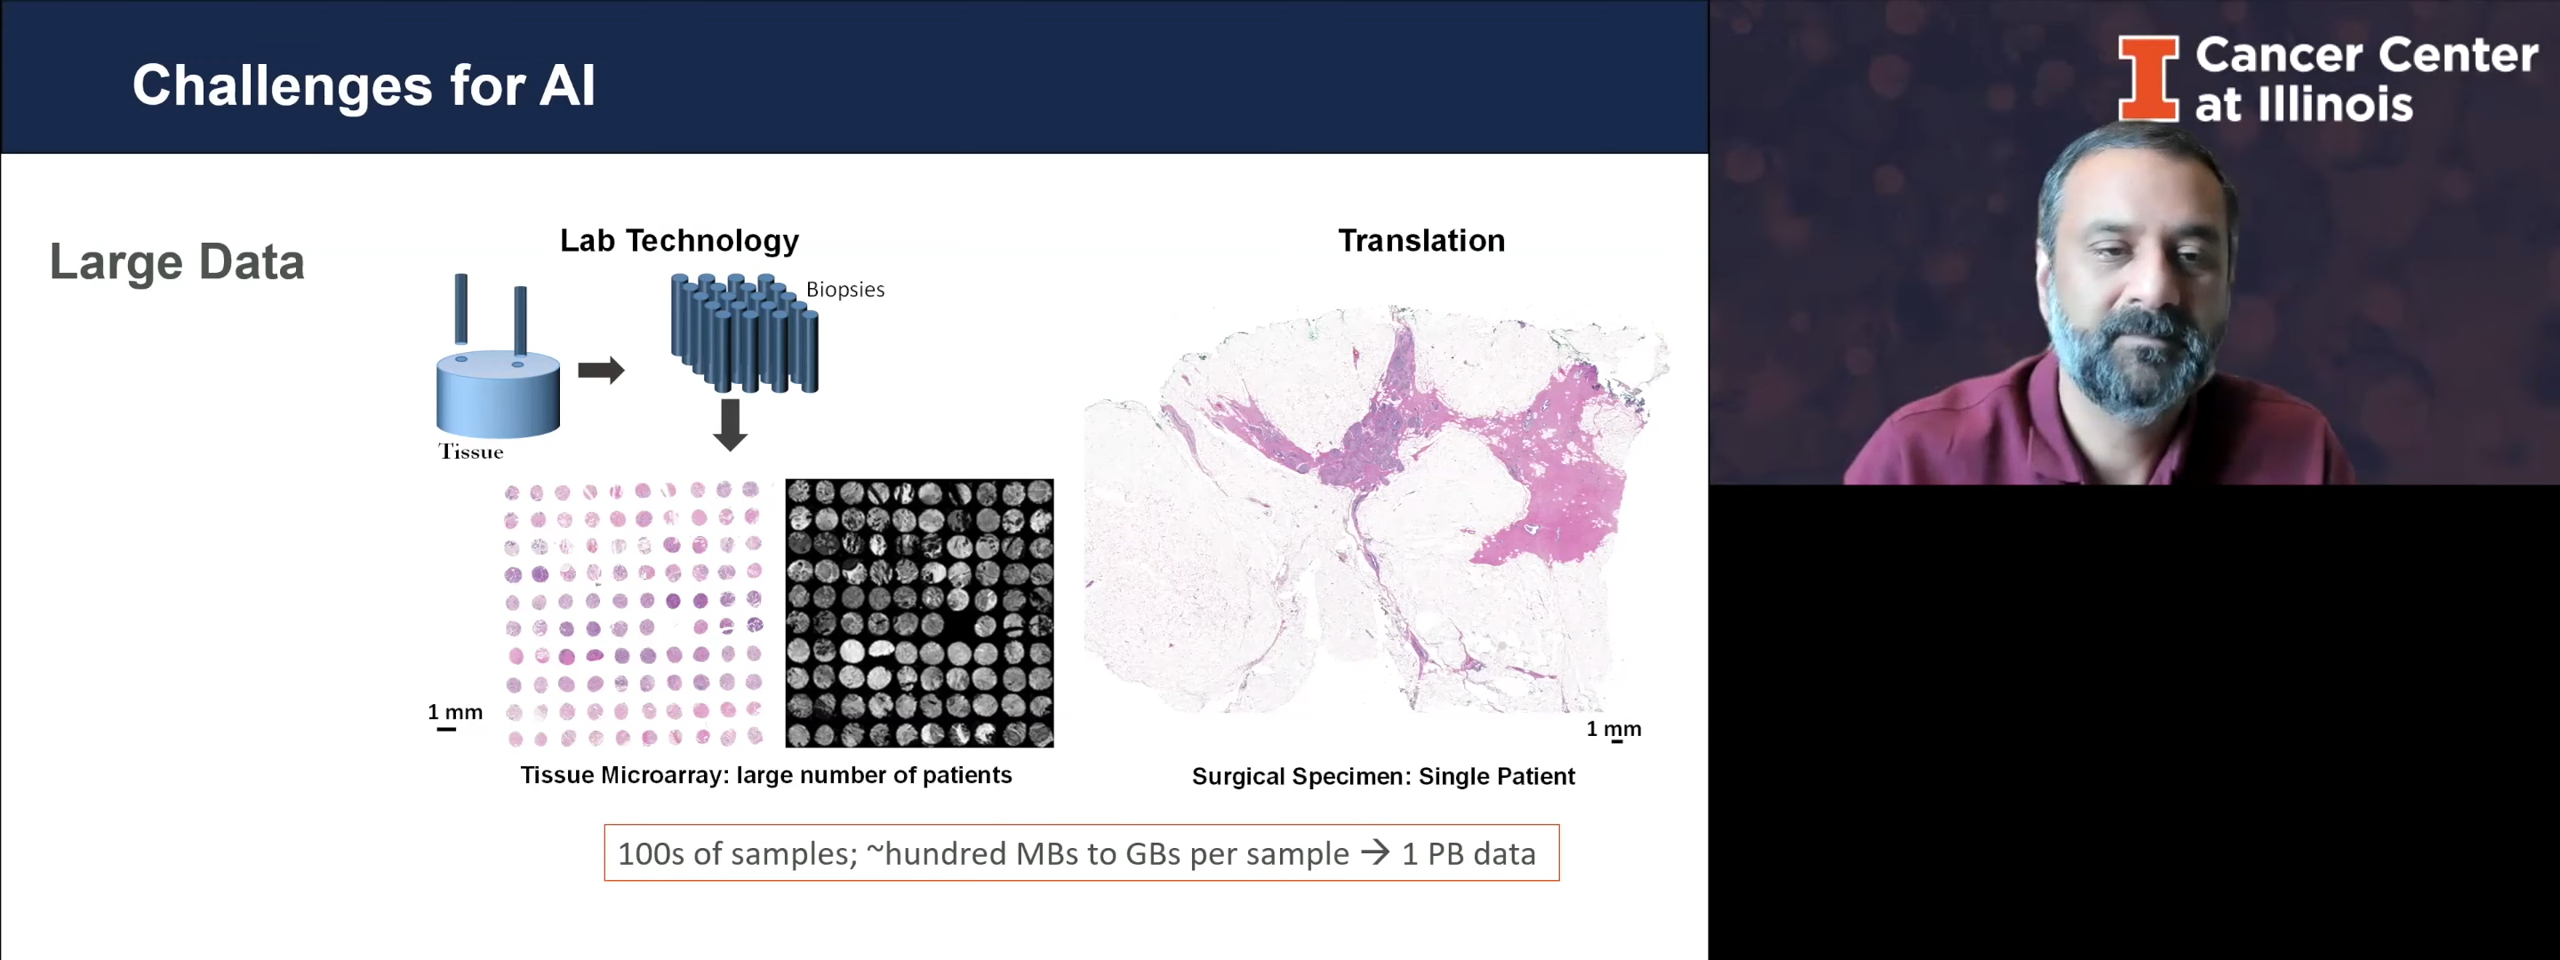 Challenges for AI
Large Data
Lab Technology
Biopsies
Tissue
1 mm
Tissue Microarray: large number of patients
Translation
1 mm
Surgical Specimen: Single Patient
100s of samples; ~hundred MBs to GBs per sample → 1 PB data
I Cancer Center
at Illinois